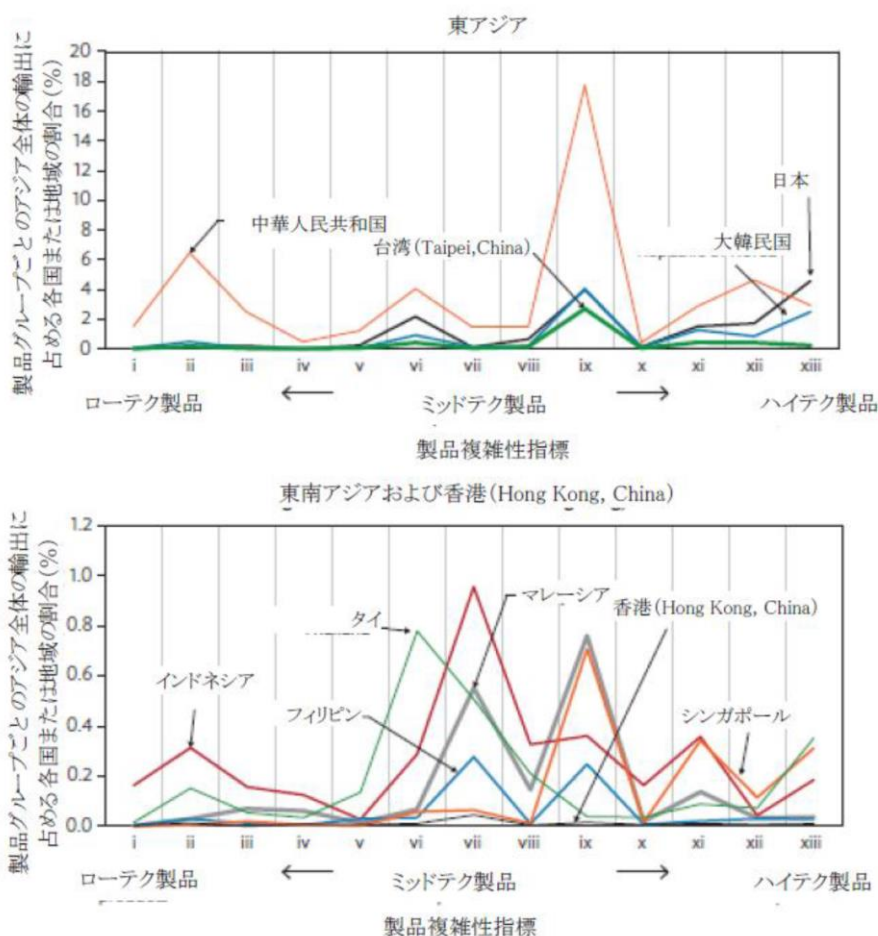 東アジア
製品グループごとのアジア全体の輸出に
占める各国または地域の割合(%)
20
18
16
14
12
10
8
6
4
2
0
中華人民共和国
台湾(Taipei,China)
日本
大韓民国
i ii iii iv v vi vii viii ix x xi xii xiii
ローテク製品 ← ミッドテク製品 → ハイテク製品
製品複雑性指標
東南アジアおよび香港(Hong Kong, China)
製品グループごとのアジア全体の輸出に
占める各国または地域の割合(%)
1.2
1.0
0.8
0.6
0.4
0.2
0.0
インドネシア
タイ
フィリピン
マレーシア
香港(Hong Kong, China)
シンガポール
i ii iii iv v vi vii viii ix x xi xii xiii
ローテク製品 ← ミッドテク製品 → ハイテク製品
製品複雑性指標